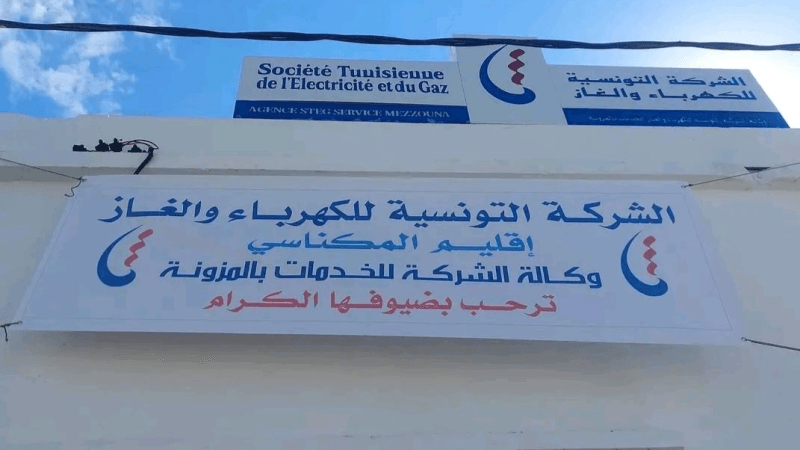 Société Tunisienne
de l'Electricité et du Gaz
AGENCE STEG SERVICE MEZZOUNA
الشركة التونسية
للكهرباء والغاز
الشركة التونسية للكهرباء والغاز
إقليم المكناسي
وكالة الشركة للخدمات بالمزونة
ترحب بضيوفها الكرام